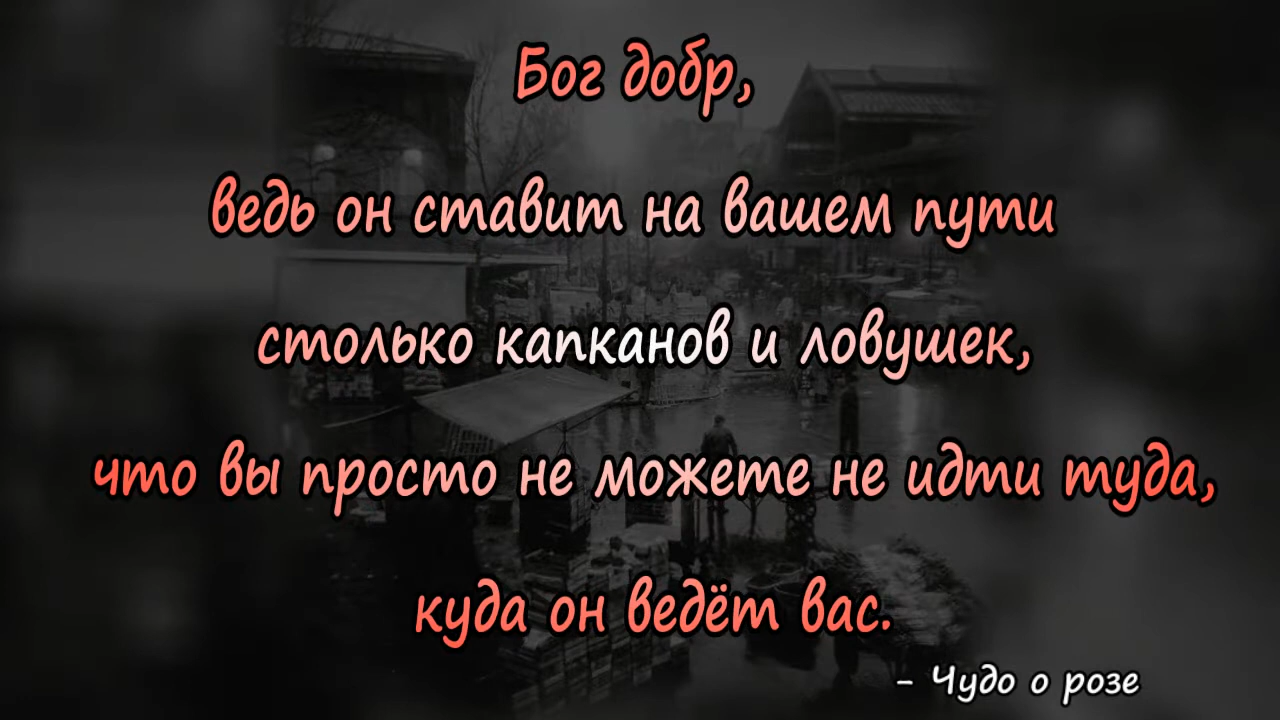 Бог добр,
ведь он ставит на вашем пути
столько капканов и ловушек,
что вы просто не можете не идти туда,
куда он ведёт вас.
- Чудо о розе